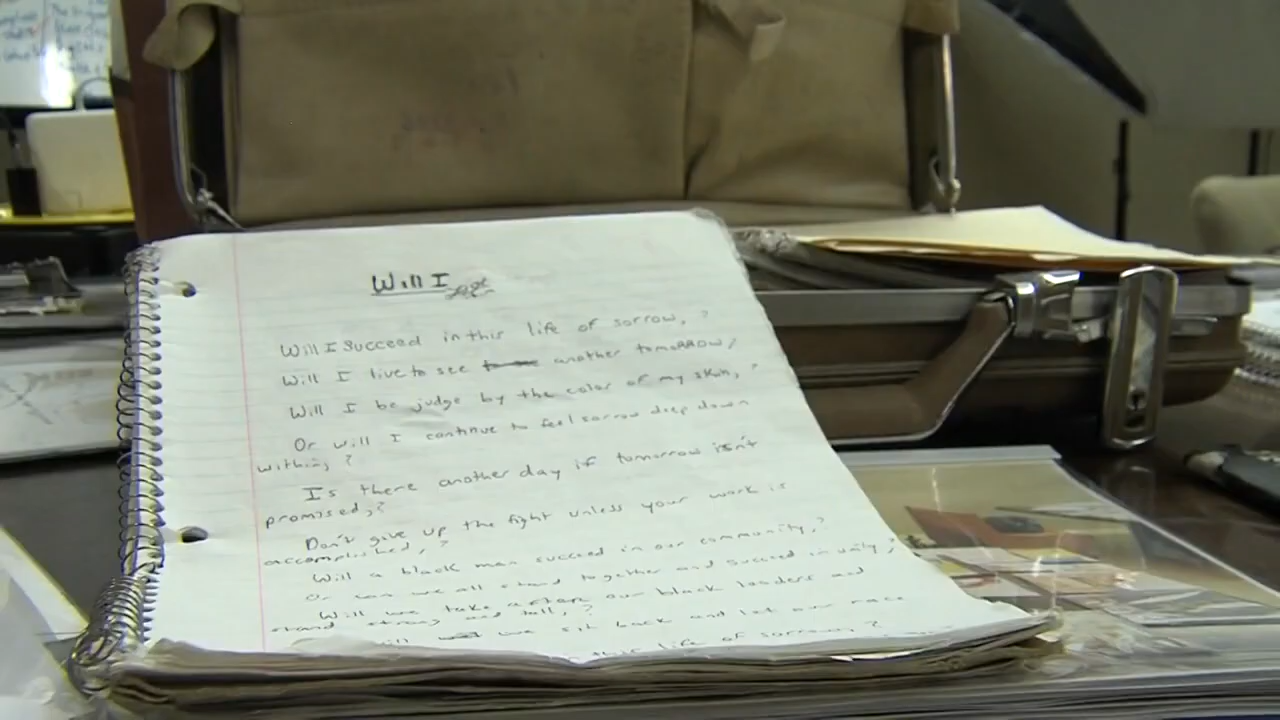 Will I
Will I Succeed in this life of sorrow, ?
Will I live to see another tomorrow?
Will I be judge by the color of my skin, ?
Or will I continue to feel sorrow deep down
withing ?
Is there another day if tomorrow isn't
promised, ?
Don't give up the fight unless your work is
accomplished, ?
Will a black man succeed in our community, ?
Or can we all stand together and succeed in unity,
Will we take after our black leaders and
stand strong and tall, ?
Will we sit back and let our race
this life of sorrow, ?